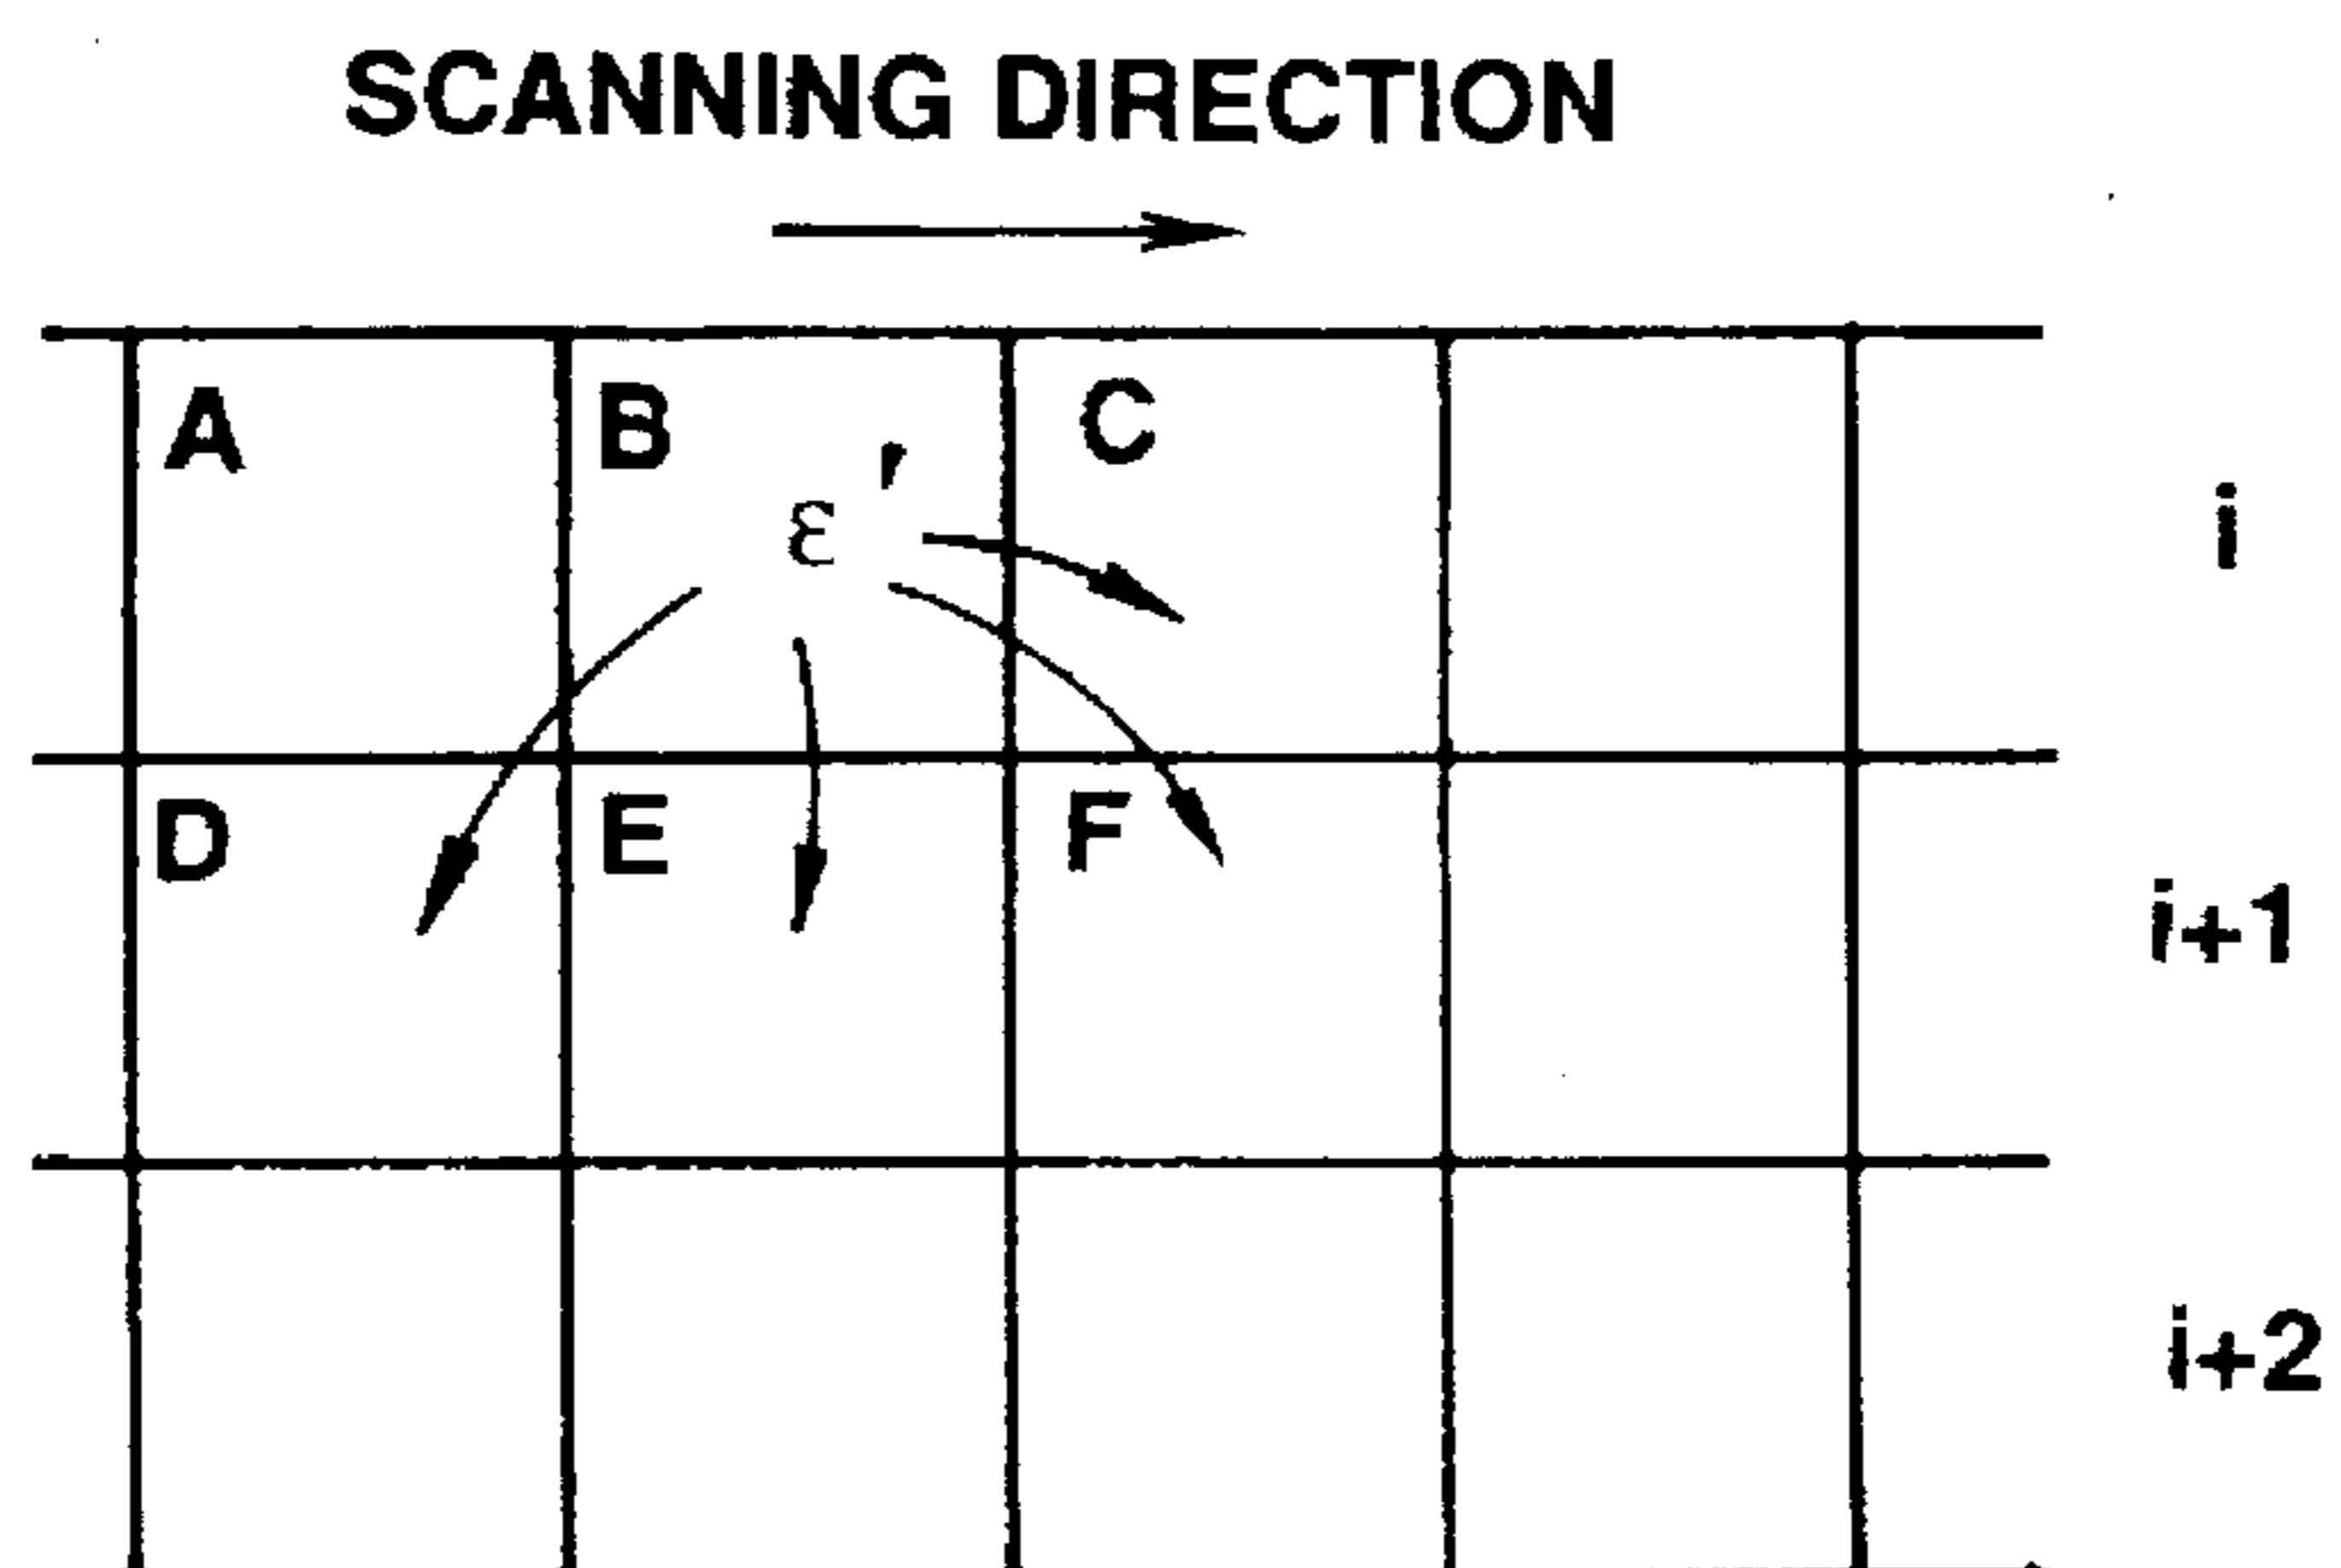 SCANNING DIRECTION
A B C
ε' i
D E F
i+1
i+2